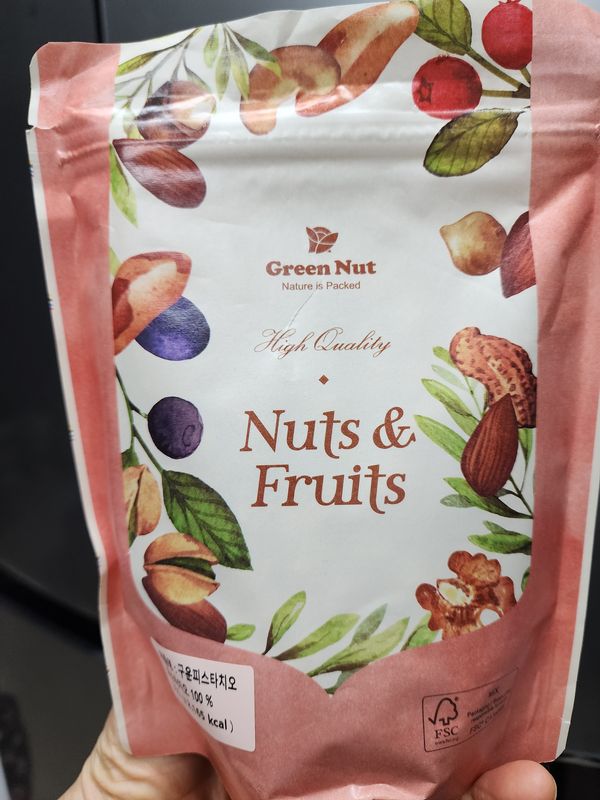 Green Nut
Nature is Packed
High Quality
Nuts &
Fruits
구운피스타치오
100 %
kcal )
MIX
FSC